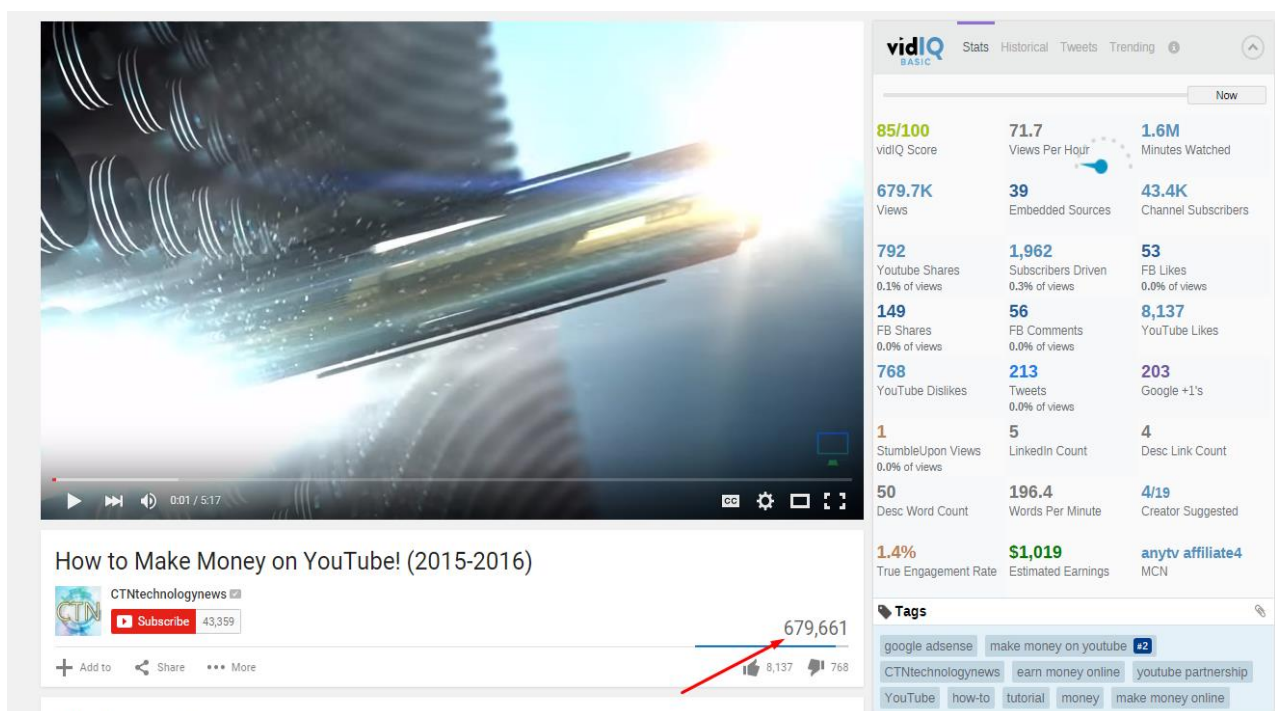 0:01 / 5:17
CC
How to Make Money on YouTube! (2015-2016)
CTN
CTNtechnologynews
Subscribe 43,359
679,661
Add to Share More
8,137 768
vidIQ
BASIC
Stats Historical Tweets Trending
Now
85/100 71.7 1.6M
vidIQ Score Views Per Hour Minutes Watched
679.7K 39 43.4K
Views Embedded Sources Channel Subscribers
792 1,962 53
Youtube Shares Subscribers Driven FB Likes
0.1% of views 0.3% of views 0.0% of views
149 56 8,137
FB Shares FB Comments YouTube Likes
0.0% of views 0.0% of views
768 213 203
YouTube Dislikes Tweets Google +1's
0.0% of views
1 5 4
StumbleUpon Views LinkedIn Count Desc Link Count
0.0% of views
50 196.4 4/19
Desc Word Count Words Per Minute Creator Suggested
1.4% $1,019 anytv affiliate4
True Engagement Rate Estimated Earnings MCN
Tags
google adsense make money on youtube #2
CTNtechnologynews earn money online youtube partnership
YouTube how-to tutorial money make money online